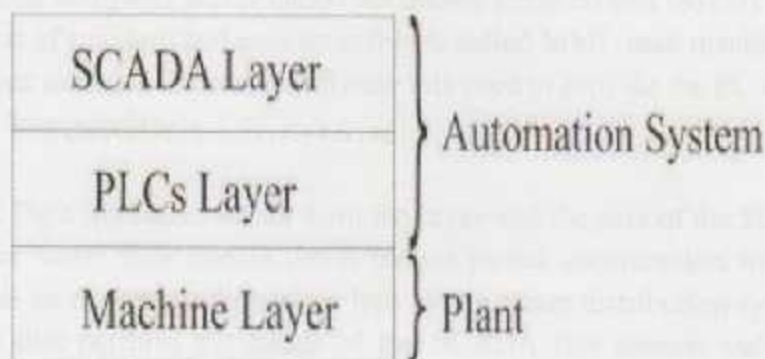 SCADA Layer
Automation System
PLCs Layer
Machine Layer
Plant